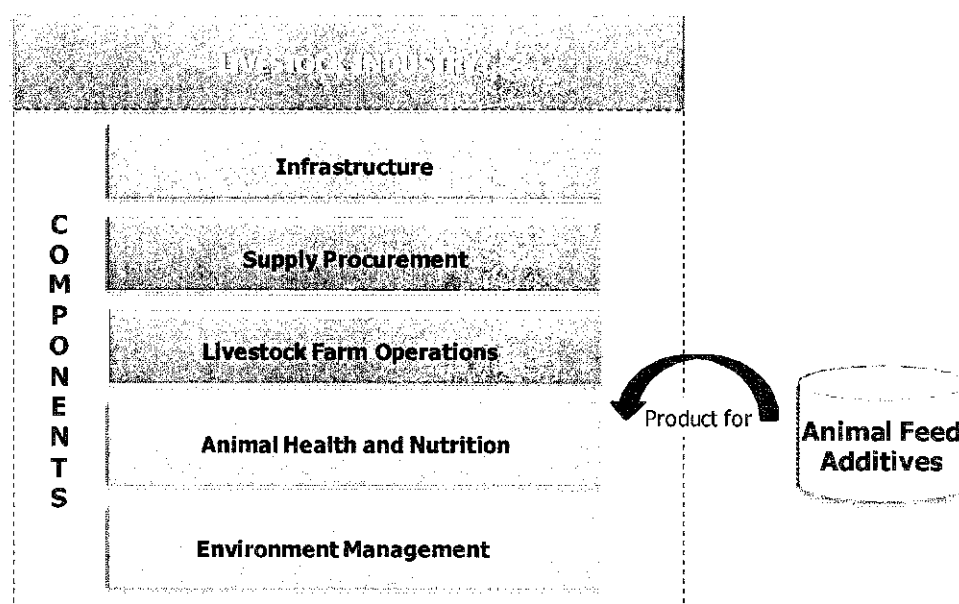 LIVESTOCK INDUSTRY
Infrastructure
Supply Procurement
Livestock Farm Operations
Animal Health and Nutrition
Environment Management
COMPONENTS
Product for
Animal Feed
Additives